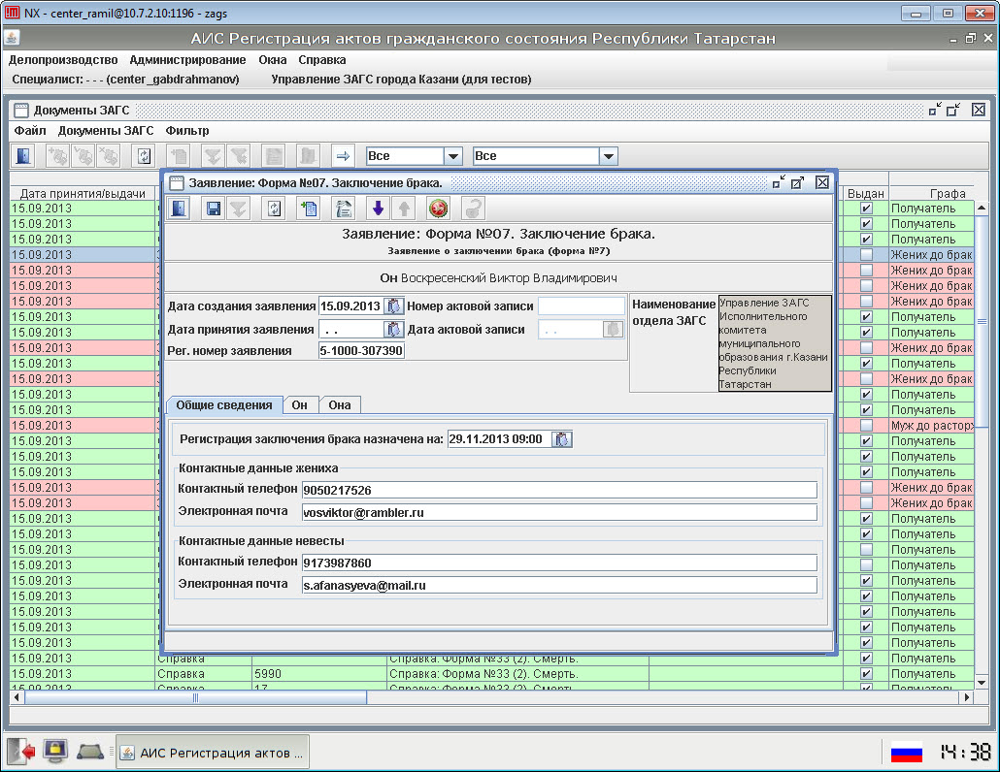 NX - center_ramil@10.7.2.10:1196 - zags
АИС Регистрация актов гражданского состояния Республики Татарстан
Делопроизводство Администрирование Окна Справка
Специалист: - - - (center_gabdrahmanov) Управление ЗАГС города Казани (для тестов)
Документы ЗАГС
Файл Документы ЗАГС Фильтр
Все Все
Дата принятия/выдачи Выдан Графа
Заявление: Форма №07. Заключение брака.
Заявление: Форма №07. Заключение брака.
Заявление о заключении брака (форма №7)
Он Воскресенский Виктор Владимирович
Дата создания заявления 15.09.2013 Номер актовой записи
Дата принятия заявления . . Дата актовой записи . .
Рег. номер заявления 5-1000-307390
Наименование
отдела ЗАГС
Управление ЗАГС
Исполнительного
комитета
муниципального
образования г.Казани
Республики
Татарстан
Общие сведения Он Она
Регистрация заключения брака назначена на: 29.11.2013 09:00
Контактные данные жениха
Контактный телефон 9050217526
Электронная почта vosviktor@rambler.ru
Контактные данные невесты
Контактный телефон 9173987860
Электронная почта s.afanasyeva@mail.ru
15.09.2013 Получатель
15.09.2013 Получатель
15.09.2013 Получатель
15.09.2013 Жених до брак
15.09.2013 Жених до брак
15.09.2013 Жених до брак
15.09.2013 Жених до брак
15.09.2013 Получатель
15.09.2013 Получатель
15.09.2013 Жених до брак
15.09.2013 Получатель
15.09.2013 Жених до брак
15.09.2013 Получатель
15.09.2013 Получатель
15.09.2013 Муж до расторж
15.09.2013 Получатель
15.09.2013 Получатель
15.09.2013 Получатель
15.09.2013 Жених до брак
15.09.2013 Жених до брак
15.09.2013 Получатель
15.09.2013 Получатель
15.09.2013 Получатель
15.09.2013 Получатель
15.09.2013 Получатель
15.09.2013 Получатель
15.09.2013 Получатель
15.09.2013 Получатель
15.09.2013 Получатель
15.09.2013 Справка Справка: Форма №33 (2). Смерть. Получатель
15.09.2013 Справка 5990 Справка: Форма №33 (2). Смерть. Получатель
15.09.2013 Справка 17 Справка: Форма №33 (2). Смерть. Получатель
АИС Регистрация актов ...
14:38